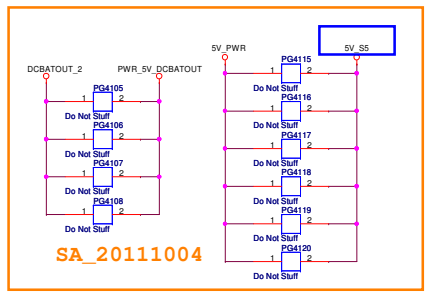 5V_PWR 5V_S5
DCBATOUT_2 PWR_5V_DCBATOUT
PG4115
1 2
Do Not Stuff
PG4116
1 2
Do Not Stuff
PG4117
1 2
Do Not Stuff
PG4118
1 2
Do Not Stuff
PG4119
1 2
Do Not Stuff
PG4120
1 2
Do Not Stuff
PG4105
1 2
Do Not Stuff
PG4106
1 2
Do Not Stuff
PG4107
1 2
Do Not Stuff
PG4108
1 2
Do Not Stuff
SA_20111004